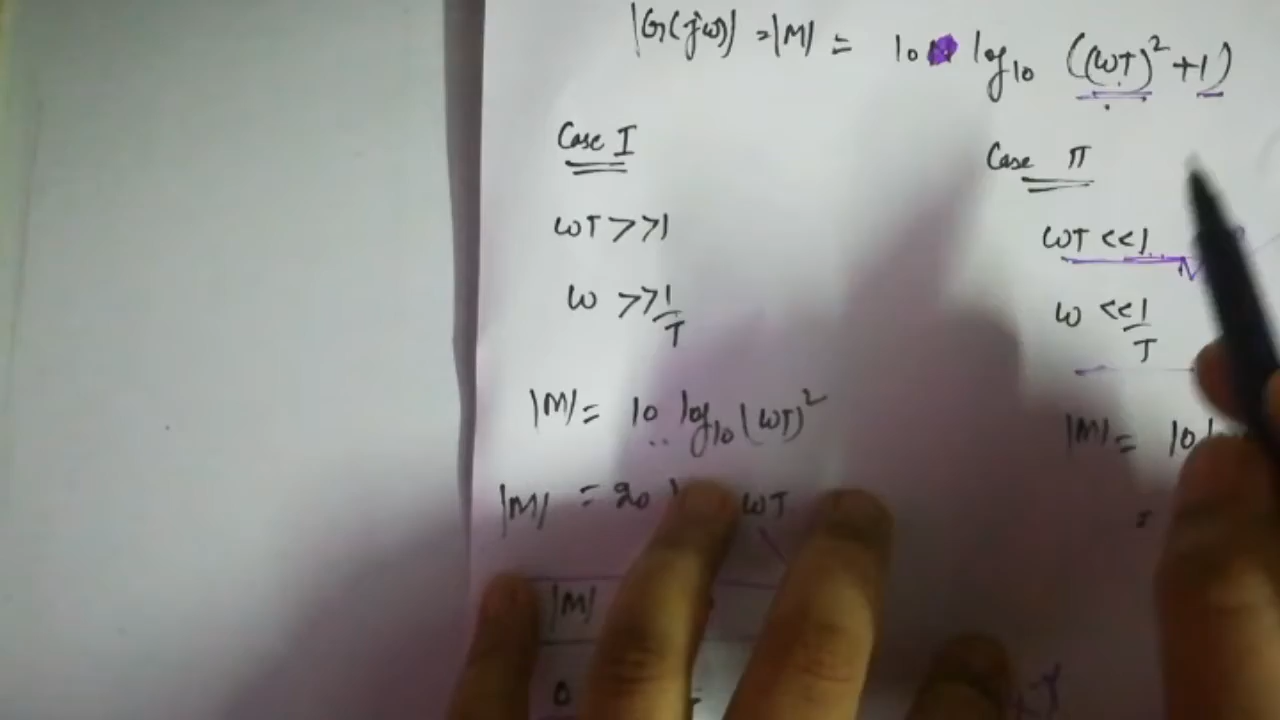 |G(jω)| = |M| = 10 log₁₀ ((ωT)² + 1)
Case I
ωT >> 1
ω >> 1/T
|M| = 10 log₁₀ (ωT)²
|M| = 20 ωT
|M|
0
Case II
ωT << 1
ω << 1/T
|M| = 10
=